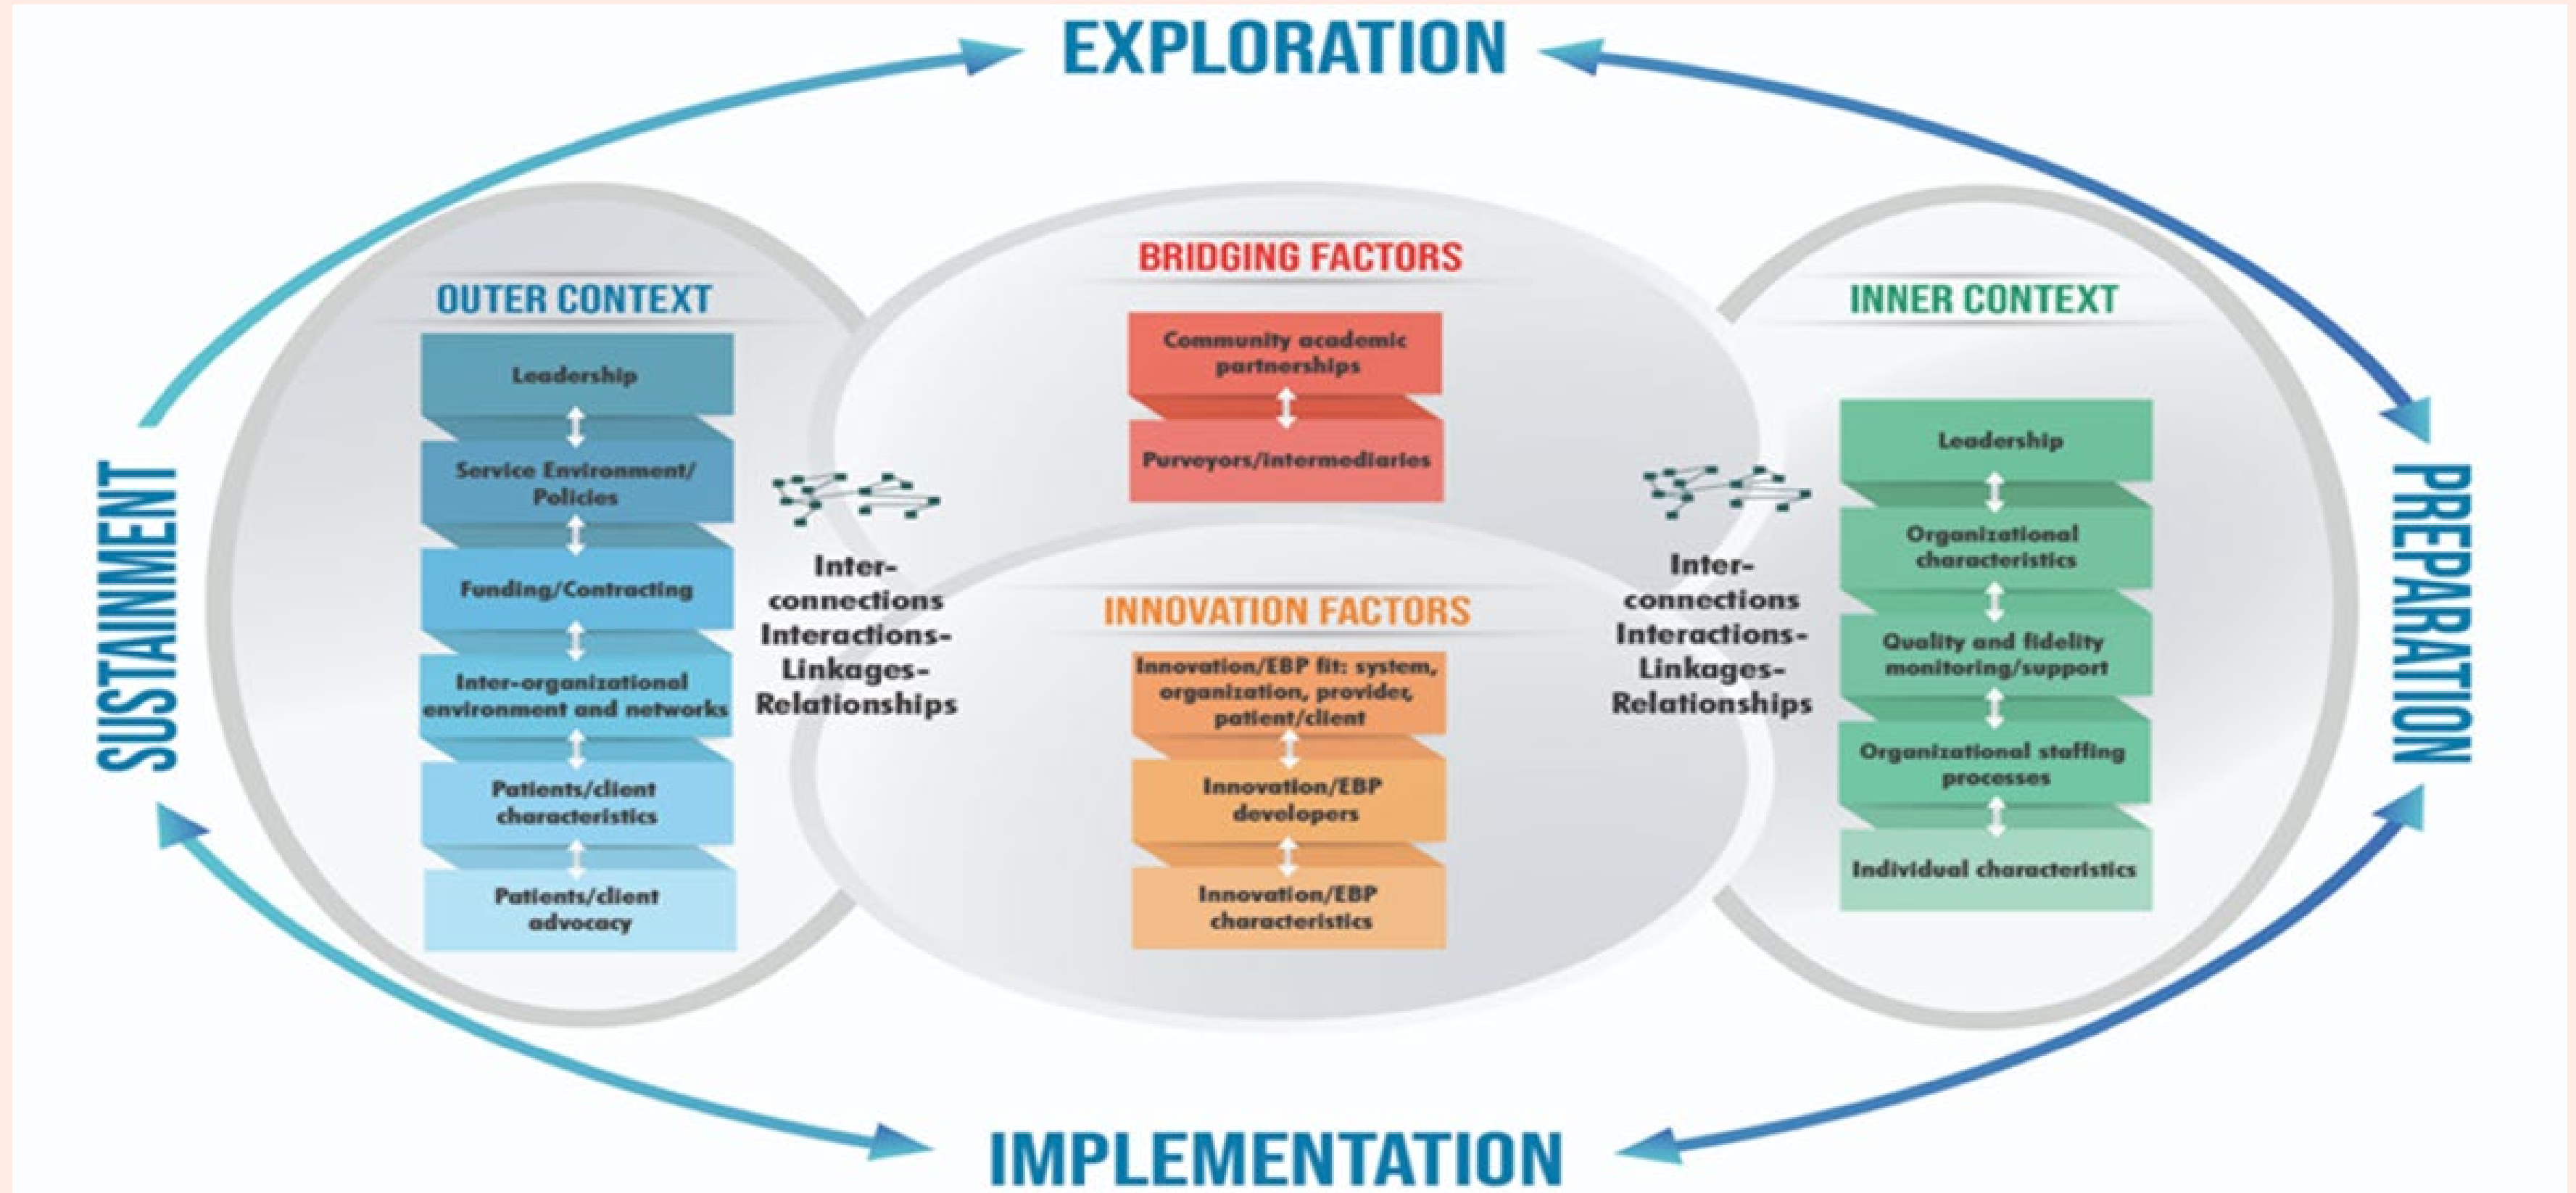 EXPLORATION
OUTER CONTEXT
Leadership
Service Environment/
Policies
Funding/Contracting
Inter-organizational
environment and networks
Patients/client
characteristics
Patients/client
advocacy
Inter-
connections
Interactions-
Linkages-
Relationships
BRIDGING FACTORS
Community academic
partnerships
Purveyors/intermediaries
INNOVATION FACTORS
Innovation/EBP fit: system,
organization, provider,
patient/client
Innovation/EBP
developers
Innovation/EBP
characteristics
Inter-
connections
Interactions-
Linkages-
Relationships
INNER CONTEXT
Leadership
Organizational
characteristics
Quality and fidelity
monitoring/support
Organizational staffing
processes
Individual characteristics
PREPARATION
IMPLEMENTATION
SUSTAINMENT